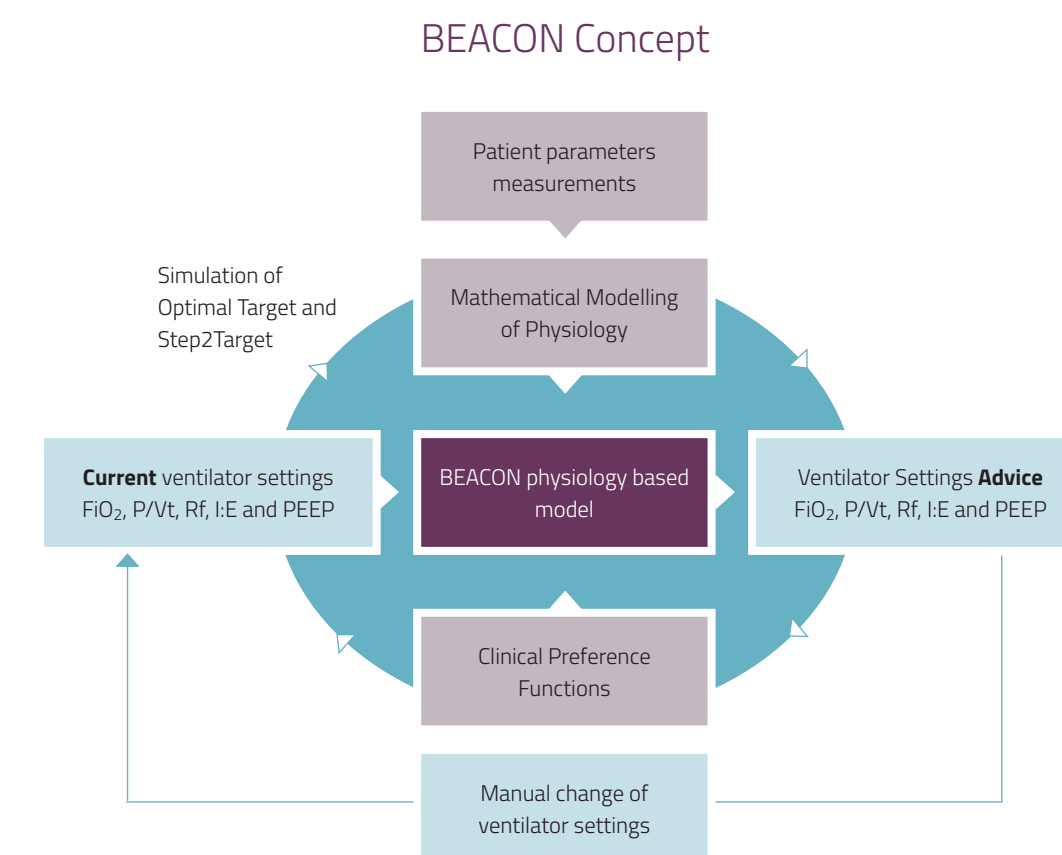 BEACON Concept
Patient parameters
measurements
Simulation of
Optimal Target and
Step2Target
Mathematical Modelling
of Physiology
Current ventilator settings
FiO₂, P/Vt, Rf, I:E and PEEP
BEACON physiology based
model
Ventilator Settings Advice
FiO₂, P/Vt, Rf, I:E and PEEP
Clinical Preference
Functions
Manual change of
ventilator settings